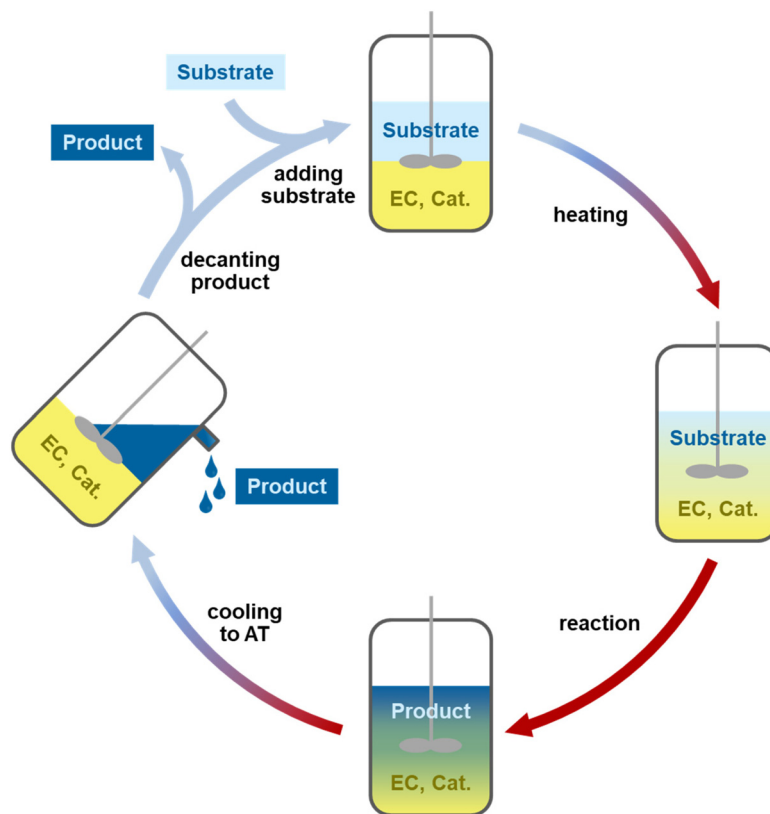 Substrate
Product
adding
substrate
decanting
product
Substrate
EC, Cat.
heating
Substrate
EC, Cat.
reaction
Product
EC, Cat.
cooling
to AT
EC, Cat.
Product